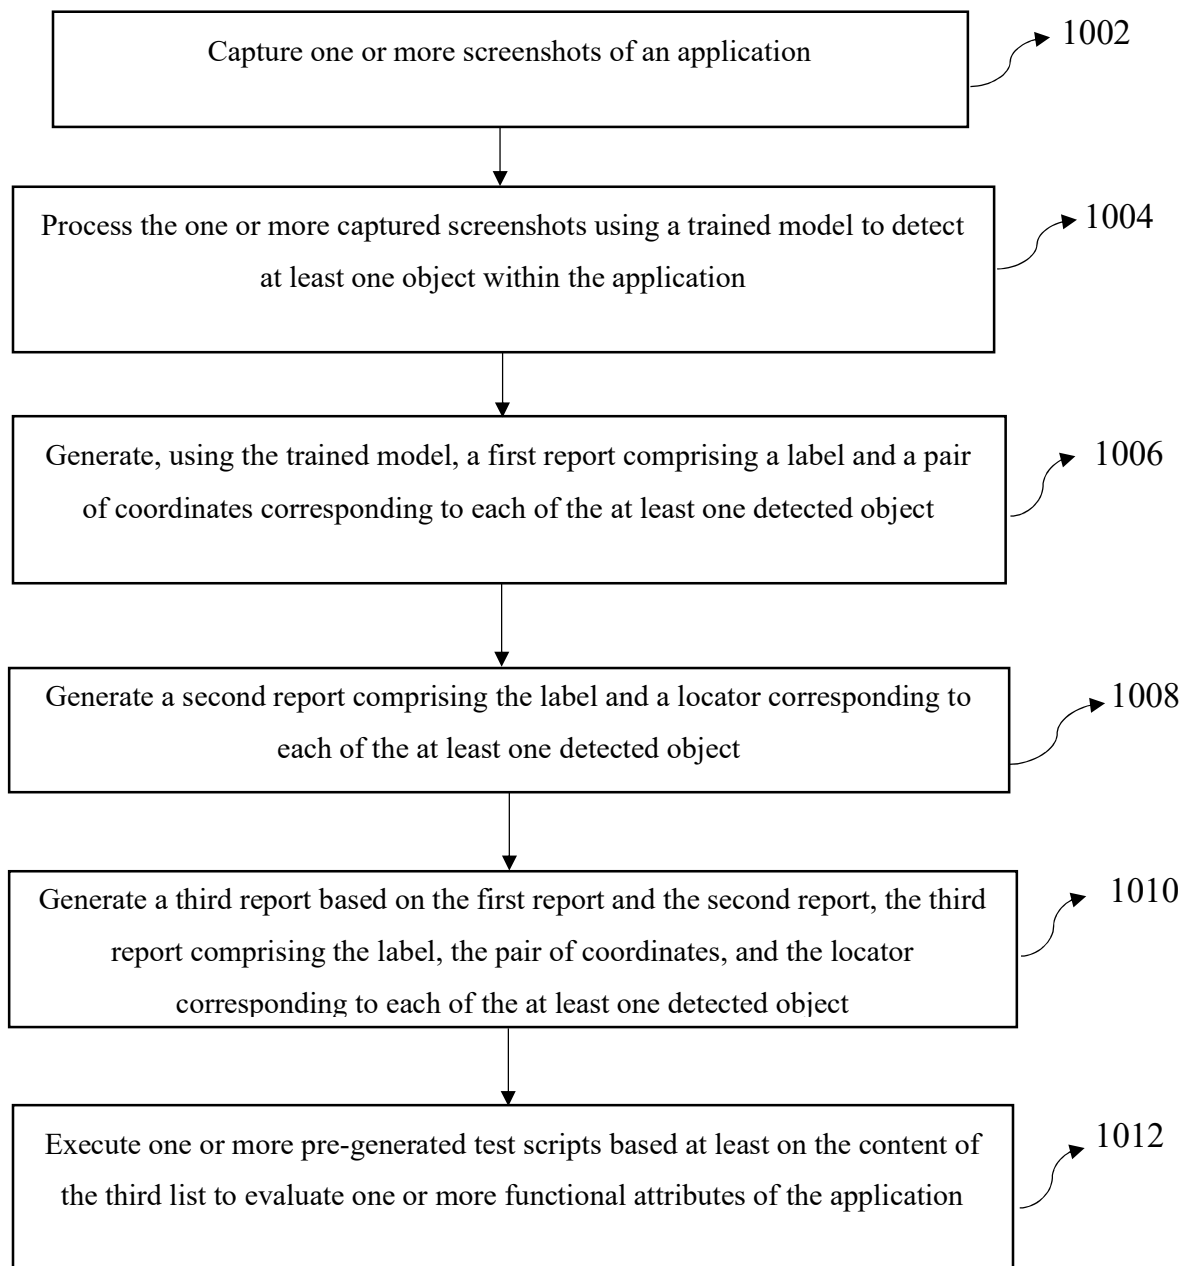 Capture one or more screenshots of an application
1002
Process the one or more captured screenshots using a trained model to detect
at least one object within the application
1004
Generate, using the trained model, a first report comprising a label and a pair
of coordinates corresponding to each of the at least one detected object
1006
Generate a second report comprising the label and a locator corresponding to
each of the at least one detected object
1008
Generate a third report based on the first report and the second report, the third
report comprising the label, the pair of coordinates, and the locator
corresponding to each of the at least one detected object
1010
Execute one or more pre-generated test scripts based at least on the content of
the third list to evaluate one or more functional attributes of the application
1012